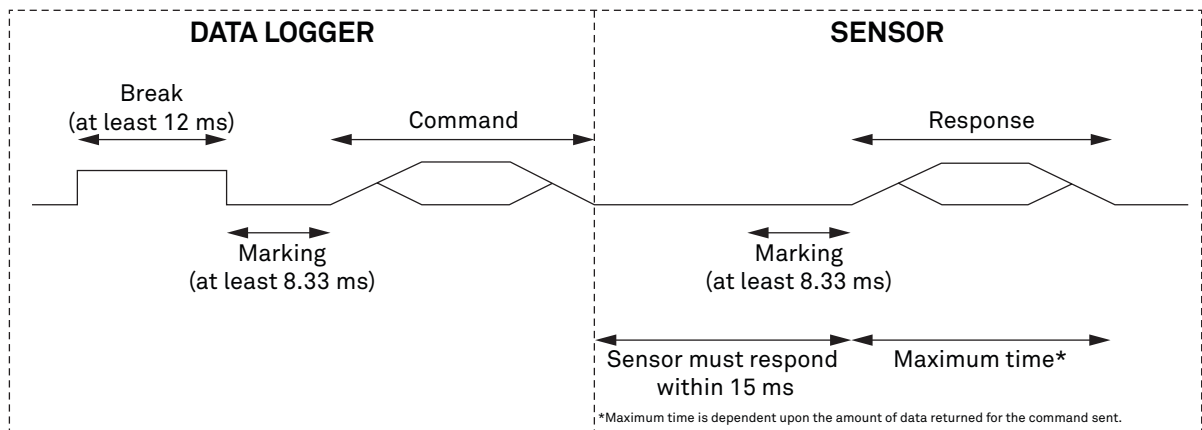 DATA LOGGER
SENSOR
Break
(at least 12 ms)
Command
Response
Marking
(at least 8.33 ms)
Marking
(at least 8.33 ms)
Sensor must respond
within 15 ms
Maximum time*
*Maximum time is dependent upon the amount of data returned for the command sent.